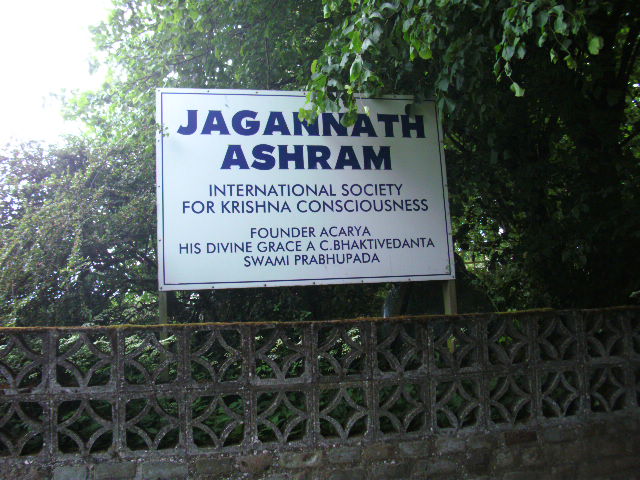 JAGANNATH
ASHRAM
INTERNATIONAL SOCIETY
FOR KRISHNA CONSCIOUSNESS
FOUNDER ACARYA
HIS DIVINE GRACE A C.BHAKTIVEDANTA
SWAMI PRABHUPADA